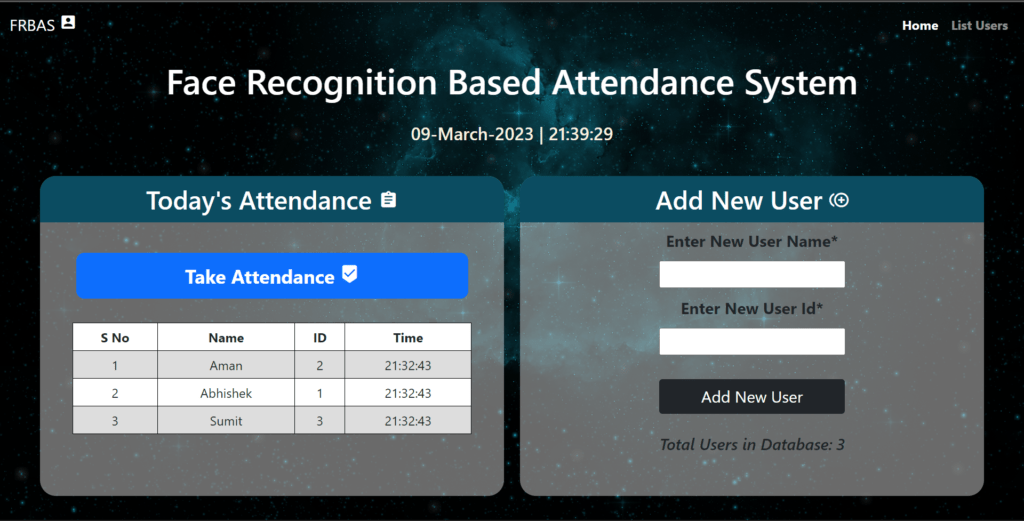 FRBAS
Home List Users
Face Recognition Based Attendance System
09-March-2023 | 21:39:29
Today's Attendance
Take Attendance
S No Name ID Time
1 Aman 2 21:32:43
2 Abhishek 1 21:32:43
3 Sumit 3 21:32:43
Add New User
Enter New User Name*
Enter New User Id*
Add New User
Total Users in Database: 3